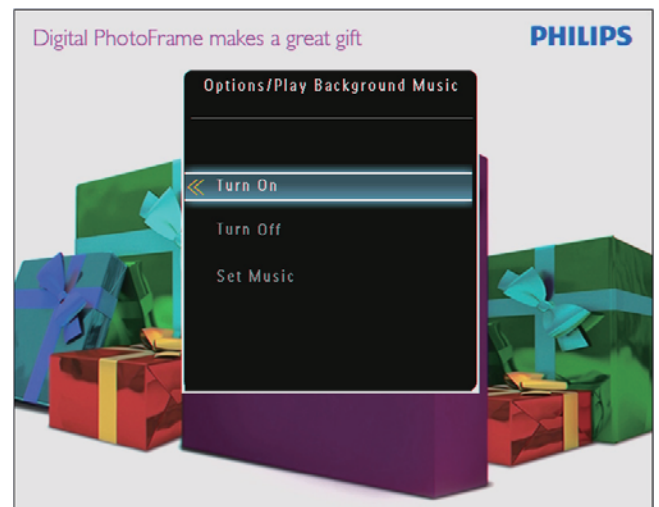 Digital PhotoFrame makes a great gift
PHILIPS
Options/Play Background Music
Turn On
Turn Off
Set Music